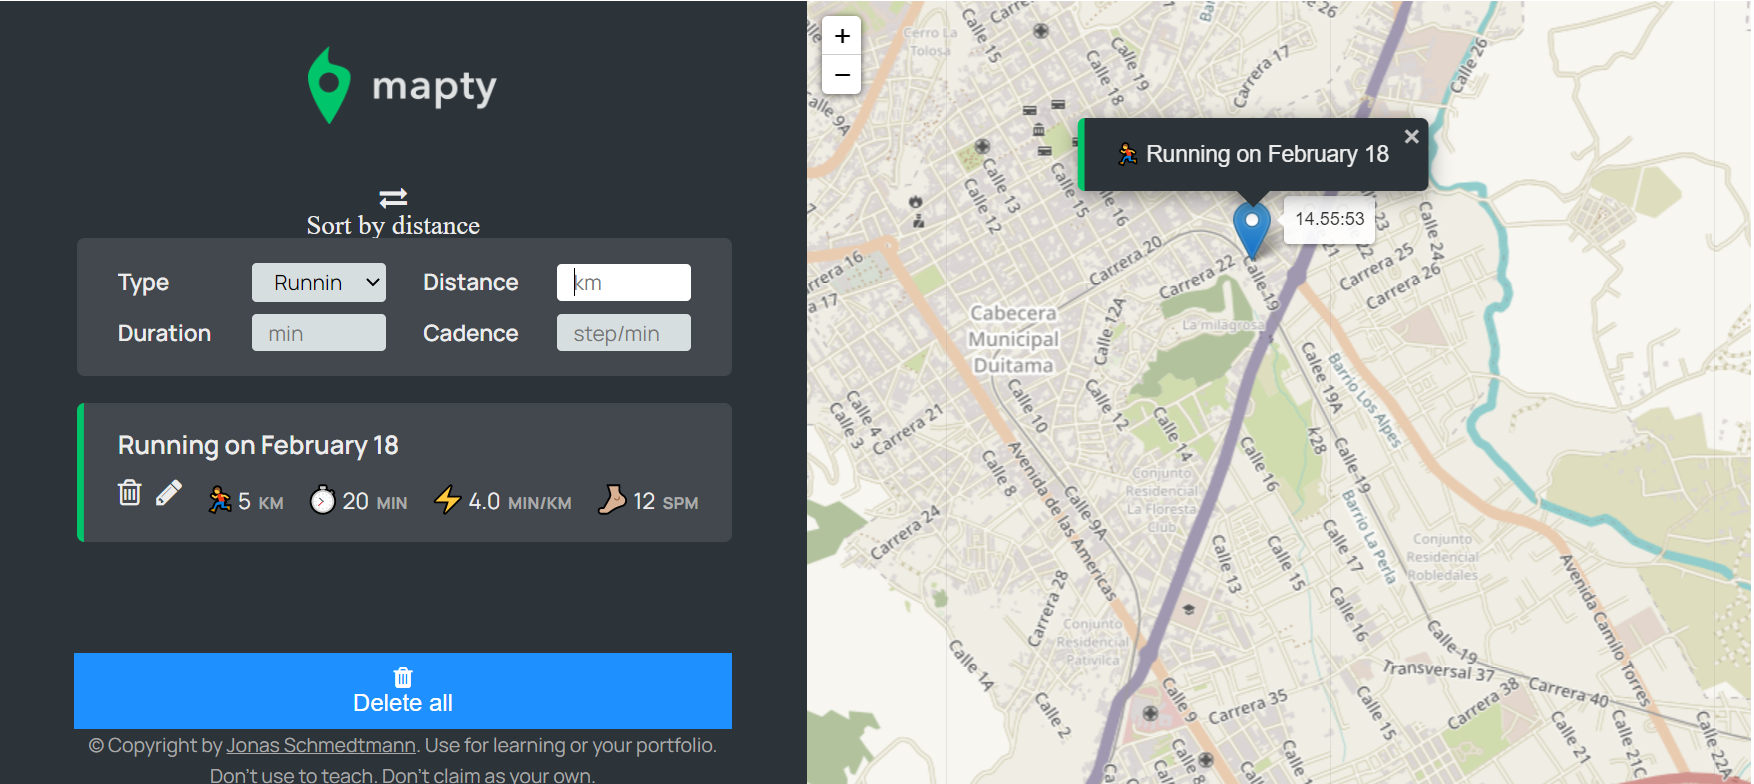 mapty
Sort by distance
Type
Runnin
Distance
km
Duration
min
Cadence
step/min
Running on February 18
5 KM
20 MIN
4.0 MIN/KM
12 SPM
Delete all
© Copyright by Jonas Schmedtmann. Use for learning or your portfolio.
Don't use to teach. Don't claim as your own.
+
−
Running on February 18
×
14.55:53
Cerro La
Tolosa
Calle 15
Calle 19
Calle 18
Carrera 17
Calle 26
Calle 13
Calle 12
Calle 15
Calle 16
Carrera 20
Carrera 22
Calle 19
Calle 24
Carrera 25
Carrera 26
Carrera 16
Cabecera
Municipal
Duitama
Calle 12A
La milagrosa
Calee 19A
Barrio Los Alpes
Calle 10
Calle 12
Calle 4
Calle 3
Carrera 21
Calle 14
k28
Calle 8
Avenida de las Americas
Calle 9A
Calle 16
Calle 19
Conjunto
Residencial
La Floresta
Club
Barrio La Perla
Carrera 24
Calle 13
Calle 15
Calle 17
Conjunto
Residencial
Robledales
Carrera 28
Calle 16
Avenida Camilo Torres
Conjunto
Residencial
Pativilca
Calle 1A
Calle 19
Transversal 37
Carrera 38
Carrera 40
Calle 2
Calle 9
Carrera 35
Calle 15
Calle 18
Calle 12
Calle 21
Calle 21C
Calle 22A